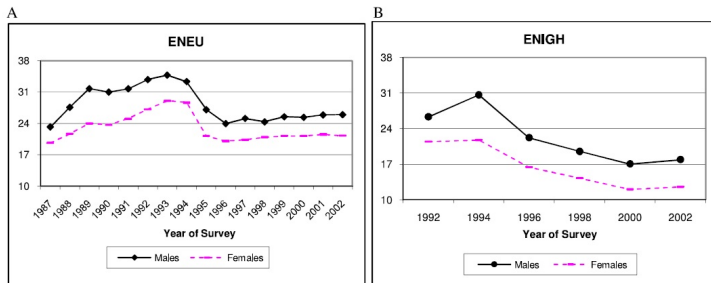 A
ENEU
38
31
24
17
10
1987 1988 1989 1990 1991 1992 1993 1994 1995 1996 1997 1998 1999 2000 2001 2002
Year of Survey
Males Females
B
ENIGH
38
31
24
17
10
1992 1994 1996 1998 2000 2002
Year of Survey
Males Females